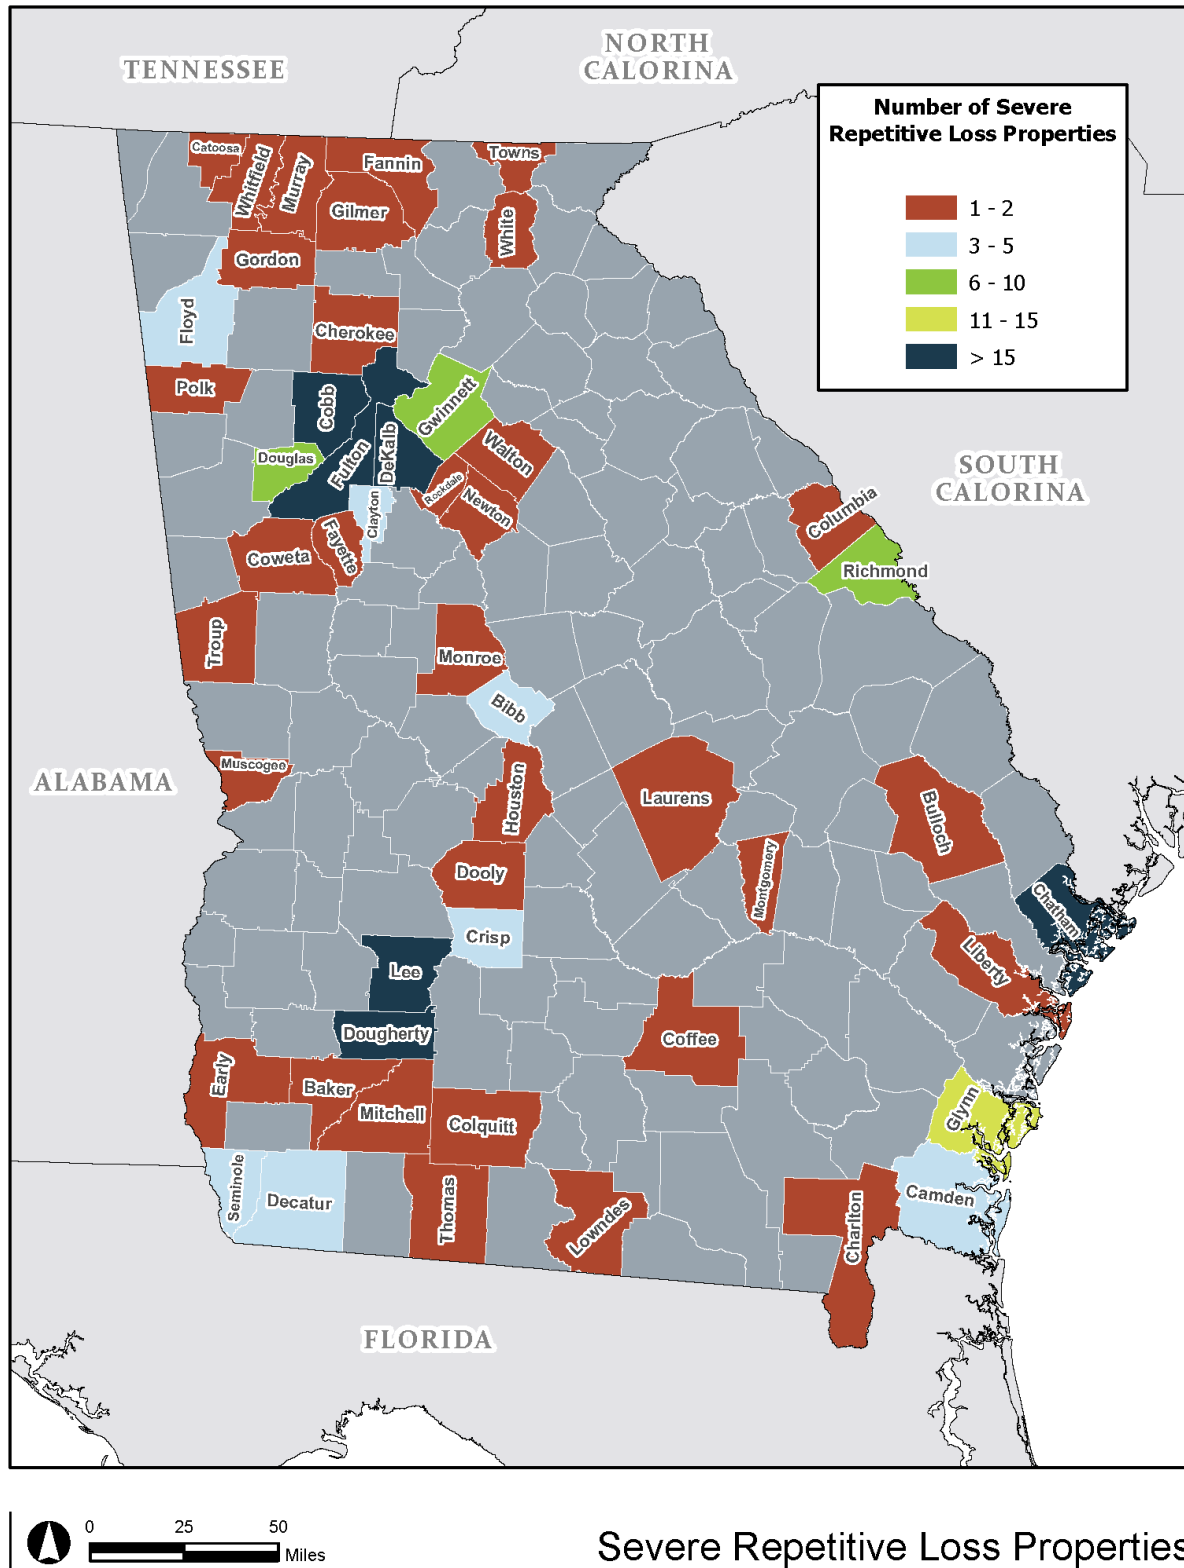 TENNESSEE
NORTH
CALORINA
Number of Severe
Repetitive Loss Properties
1 - 2
3 - 5
6 - 10
11 - 15
> 15
Catoosa
Whitfield
Murray
Fannin
Towns
Gilmer
White
Gordon
Floyd
Cherokee
Polk
Cobb
Gwinnett
Douglas
Fulton
DeKalb
Walton
Rockdale
Newton
Clayton
Coweta
Fayette
SOUTH
CALORINA
Columbia
Richmond
Troup
Monroe
Bibb
ALABAMA
Muscogee
Houston
Laurens
Bulloch
Dooly
Montgomery
Chatham
Crisp
Liberty
Lee
Dougherty
Coffee
Early
Baker
Mitchell
Colquitt
Glynn
Seminole
Decatur
Thomas
Lowndes
Charlton
Camden
FLORIDA
0 25 50
Miles
Severe Repetitive Loss Properties